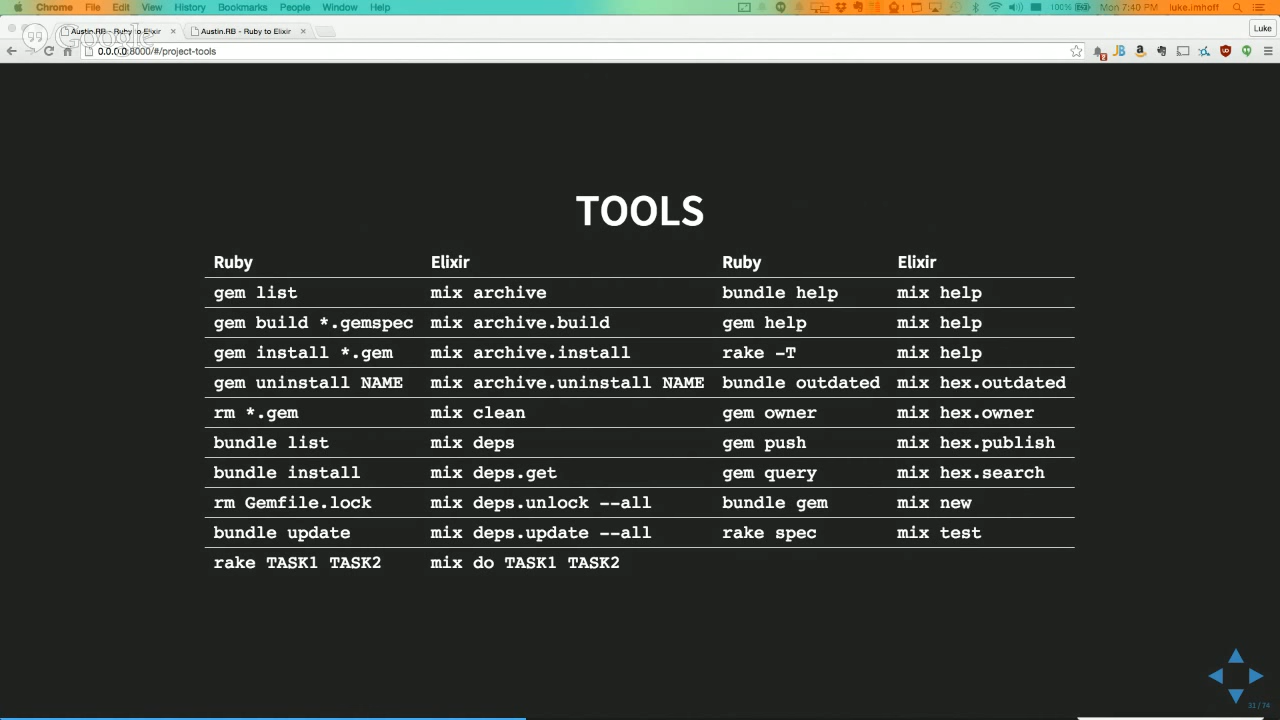 Chrome File Edit View History Bookmarks People Window Help 100% Mon 7:40 PM luke.imhoff
Austin.RB - Ruby to Elixir × Austin.RB - Ruby to Elixir × Luke
Google
0.0.0.0:8000/#/project-tools
TOOLS
Ruby Elixir Ruby Elixir
gem list mix archive bundle help mix help
gem build *.gemspec mix archive.build gem help mix help
gem install *.gem mix archive.install rake -T mix help
gem uninstall NAME mix archive.uninstall NAME bundle outdated mix hex.outdated
rm *.gem mix clean gem owner mix hex.owner
bundle list mix deps gem push mix hex.publish
bundle install mix deps.get gem query mix hex.search
rm Gemfile.lock mix deps.unlock --all bundle gem mix new
bundle update mix deps.update --all rake spec mix test
rake TASK1 TASK2 mix do TASK1 TASK2
31 / 74